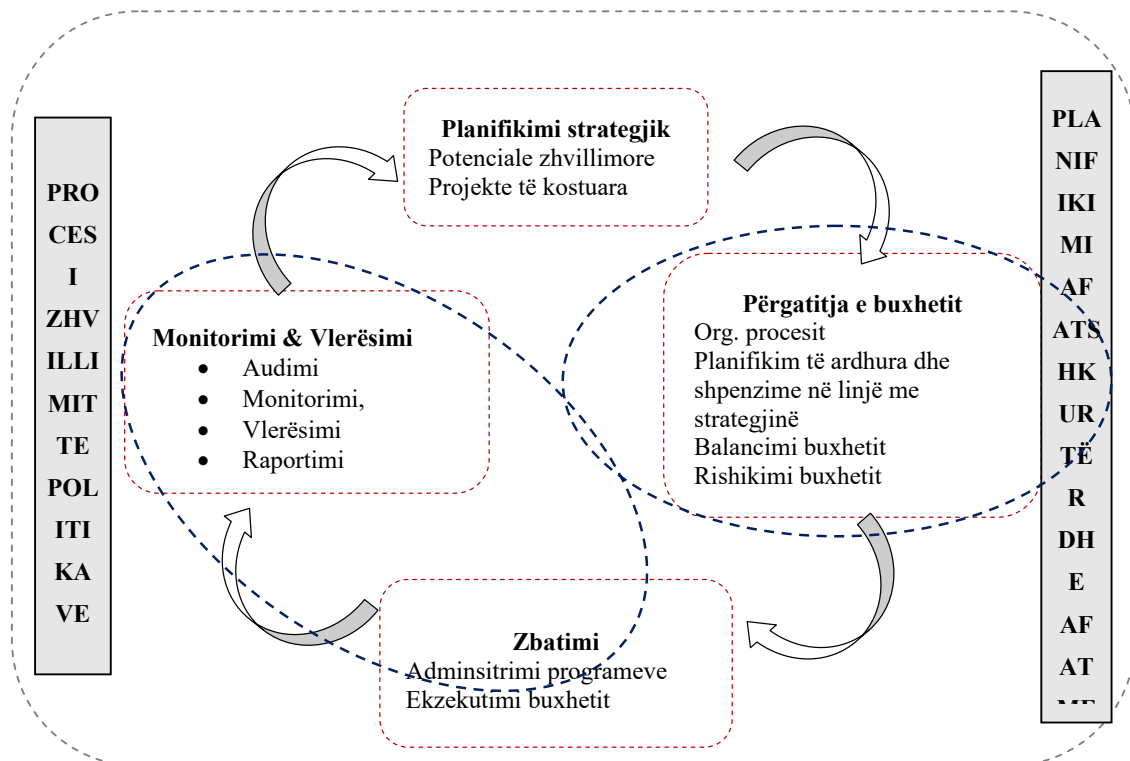 Planifikimi strategjik
Potenciale zhvillimore
Projekte të kostuara
PRO
CES
I
ZHV
ILLI
MIT
TE
POL
ITI
KA
VE
Monitorimi & Vlerësimi
• Audimi
• Monitorimi,
• Vlerësimi
• Raportimi
Përgatitja e buxhetit
Org. procesit
Planifikim të ardhura dhe
shpenzime në linjë me
strategjinë
Balancimi buxhetit
Rishikimi buxhetit
Zbatimi
Adminsitrimi programeve
Ekzekutimi buxhetit
PLA
NIF
IKI
MI
AF
ATS
HK
UR
TË
R
DH
E
AF
AT